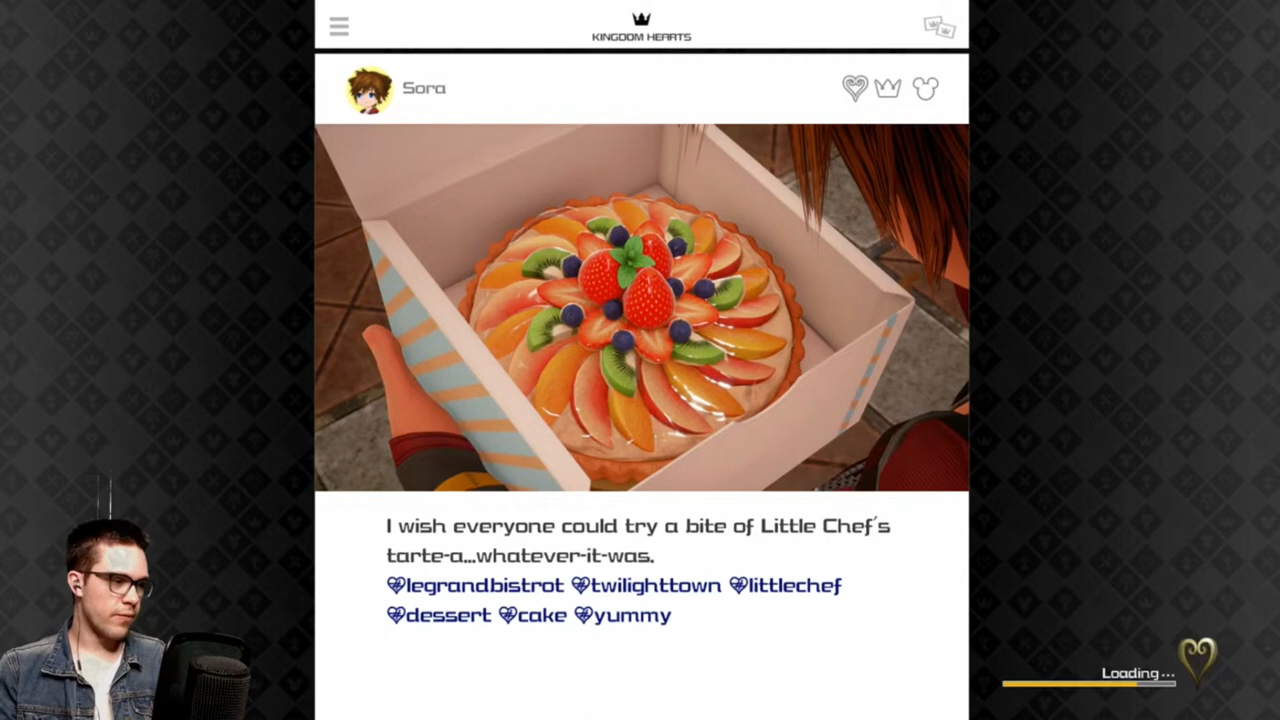 KINGDOM HEARTS
Sora
I wish everyone could try a bite of Little Chef's
tarte-a...whatever-it-was.
#legrandbistrot #twilighttown #littlechef
#dessert #cake #yummy
Loading...